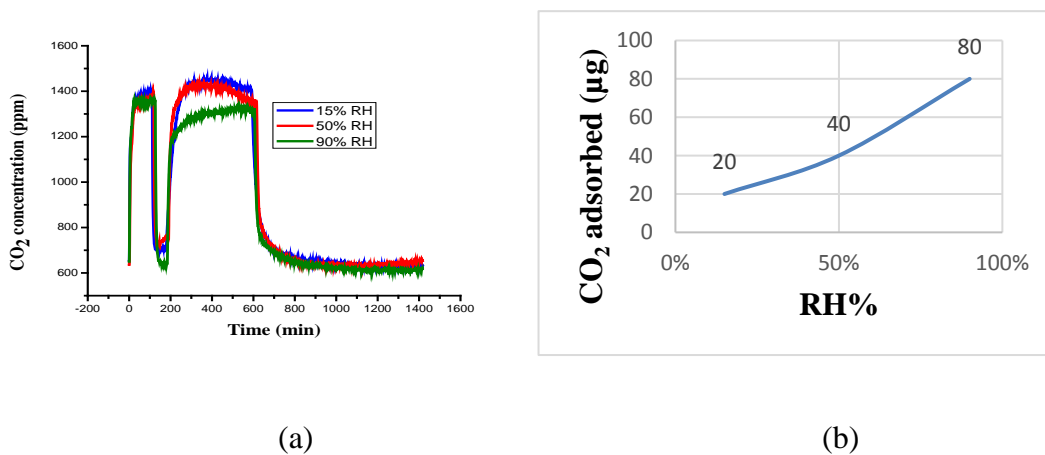 1600
1400
1200
1000
800
600
-200 0 200 400 600 800 1000 1200 1400 1600
CO2 concentration (ppm)
Time (min)
15% RH
50% RH
90% RH
(a)
100
80
60
40
20
0
0% 50% 100%
20
40
80
CO2 adsorbed (µg)
RH%
(b)